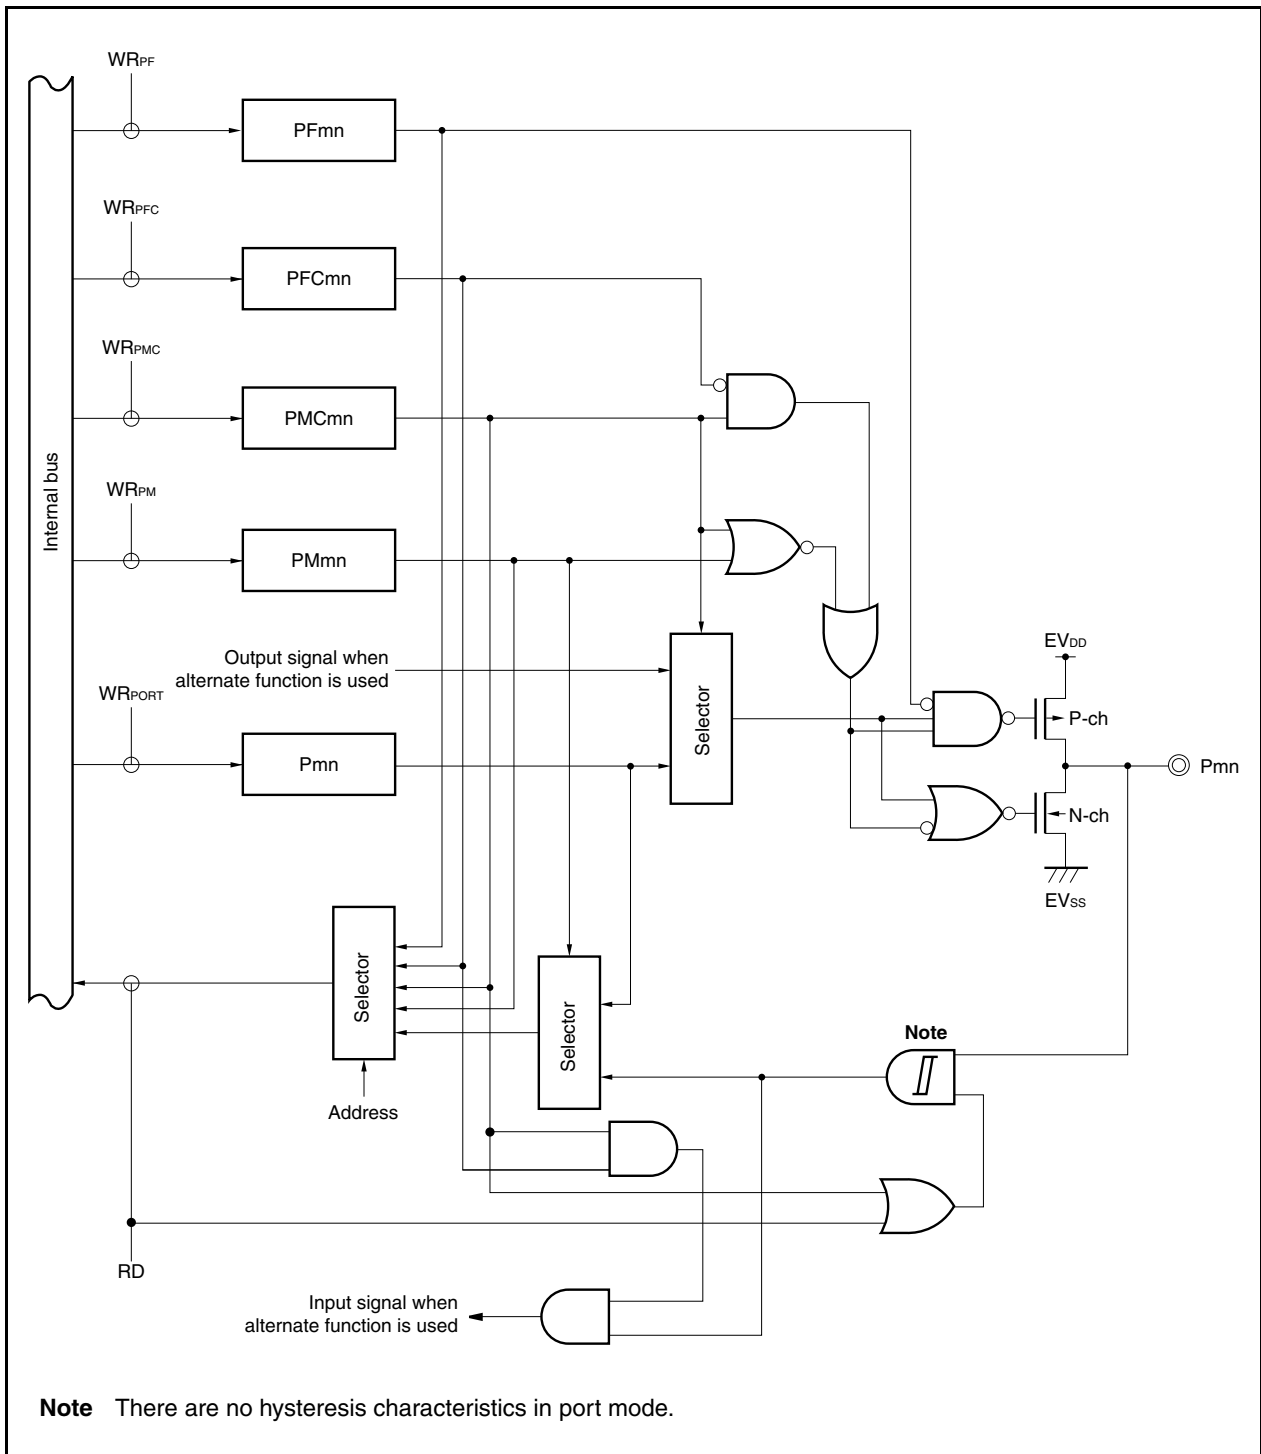 WRPF
PFmn
WRPFC
PFCmn
WRPMC
PMCmn
Internal bus
WRPM
PMmn
Output signal when
alternate function is used
EVDD
WRPORT
Selector
P-ch
Pmn
Pmn
N-ch
EVSS
Selector
Selector
Note
Address
RD
Input signal when
alternate function is used
Note There are no hysteresis characteristics in port mode.